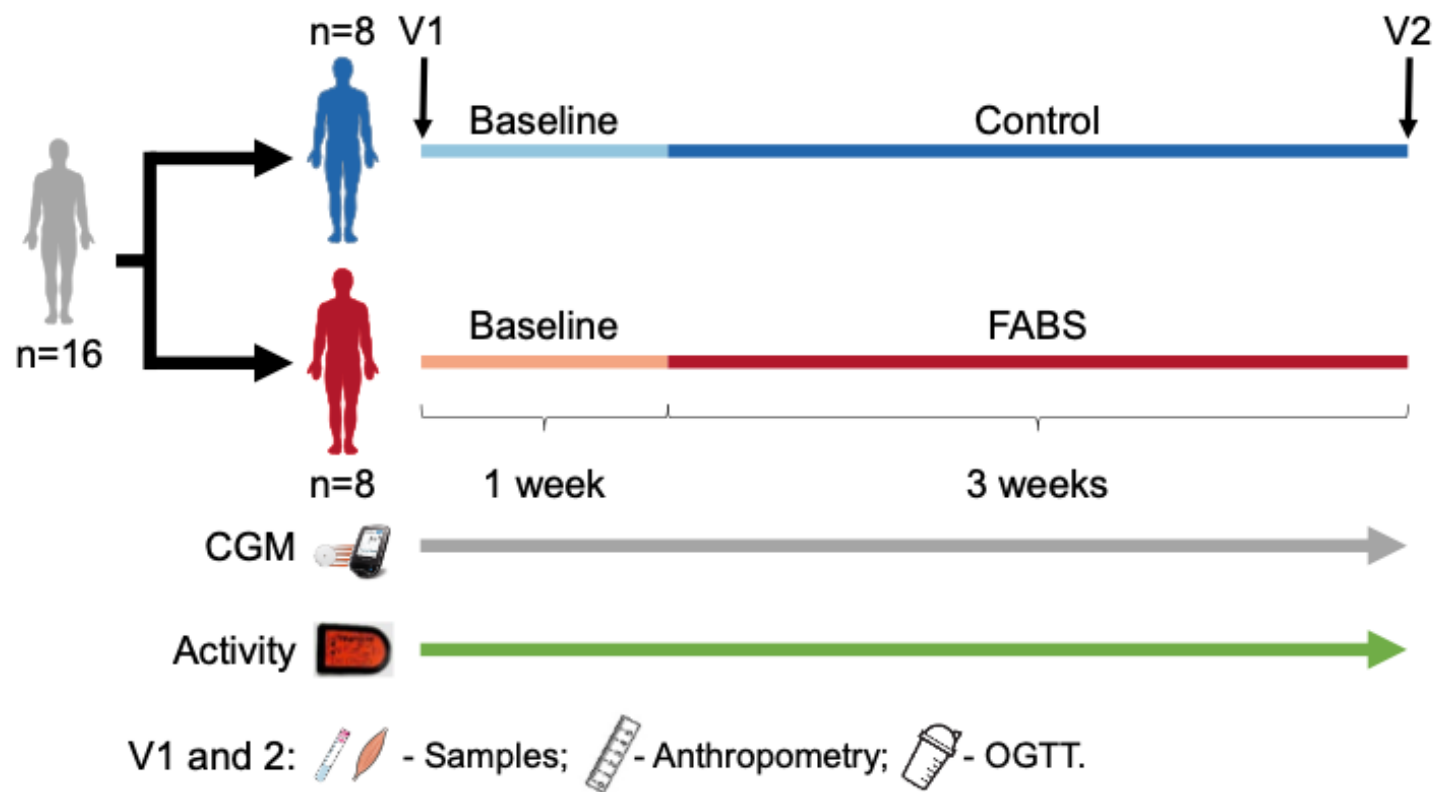 n=8 V1 V2
Baseline Control
n=16
Baseline FABS
n=8 1 week 3 weeks
CGM
Activity
V1 and 2: - Samples; - Anthropometry; - OGTT.